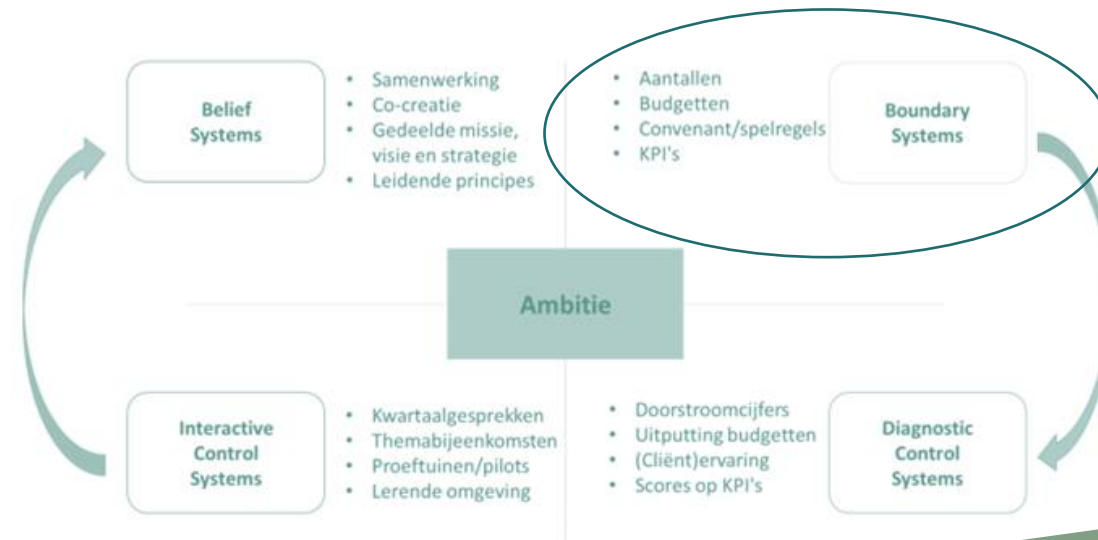 Belief
Systems
• Samenwerking
• Co-creatie
• Gedeelde missie,
visie en strategie
• Leidende principes
• Aantallen
• Budgetten
• Convenant/spelregels
• KPI's
Boundary
Systems
Ambitie
Interactive
Control
Systems
• Kwartaalgesprekken
• Themabijeenkomsten
• Proeftuinen/pilots
• Lerende omgeving
• Doorstroomcijfers
• Uitputting budgetten
• (Cliënt)ervaring
• Scores op KPI's
Diagnostic
Control
Systems